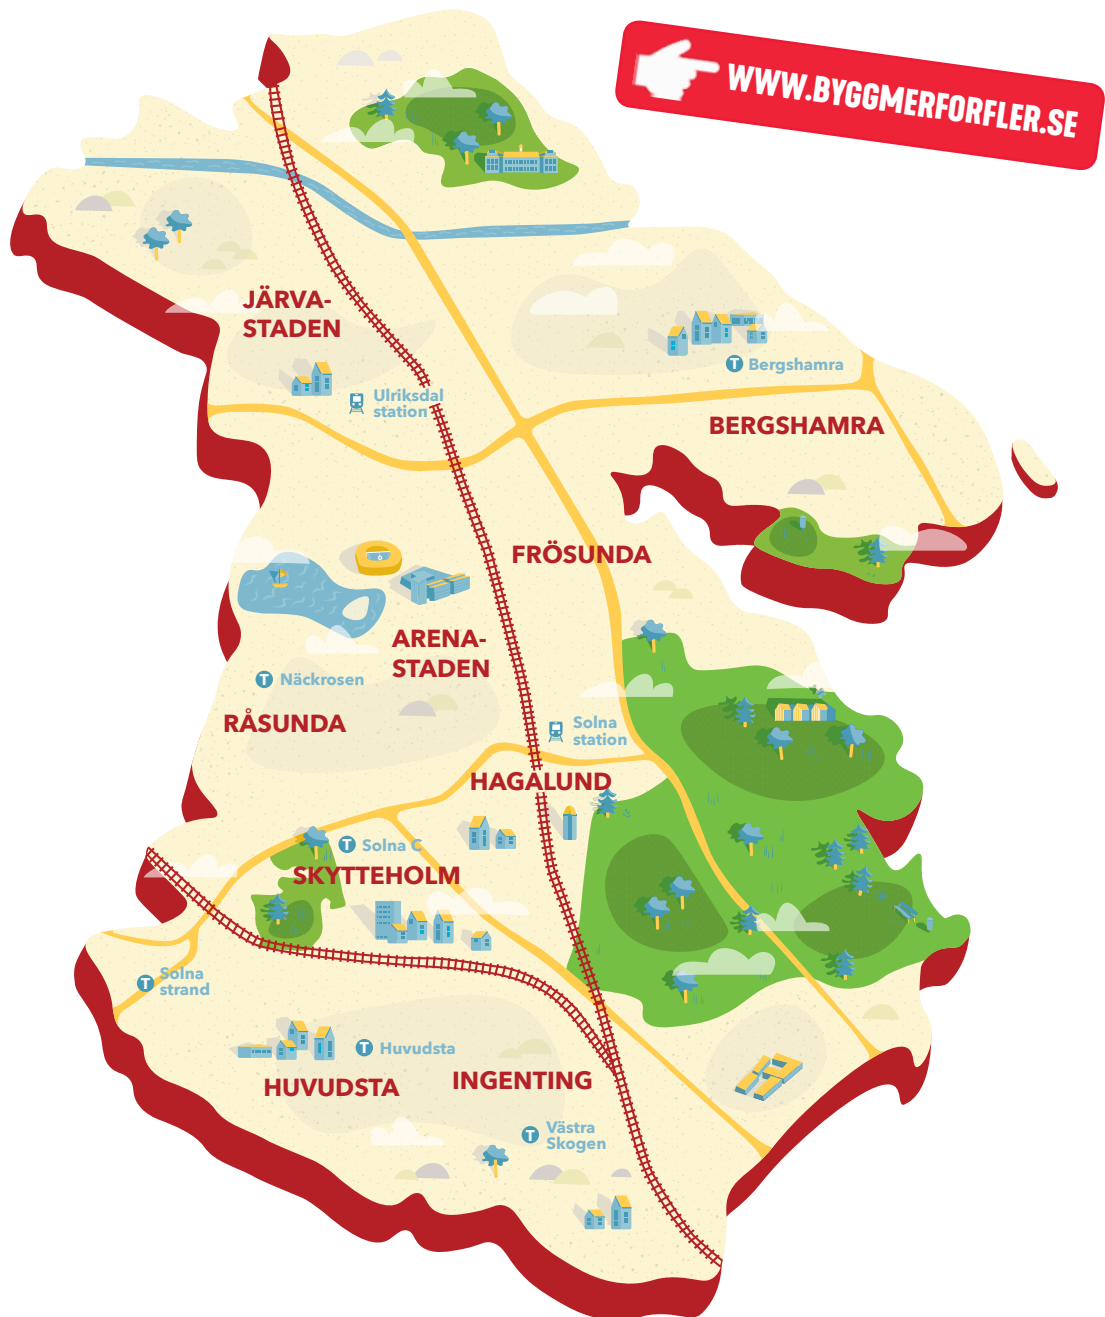 WWW.BYGGMERFORFLER.SE
JÄRVA-
STADEN
Ulriksdal
station
T Bergshamra
BERGSHAMRA
FRÖSUNDA
ARENA-
STADEN
T Näckrosen
RÅSUNDA
Solna
station
HAGALUND
T Solna C
SKYTTEHOLM
T Solna
strand
T Huvudsta
HUVUDSTA
INGENTING
T Västra
Skogen